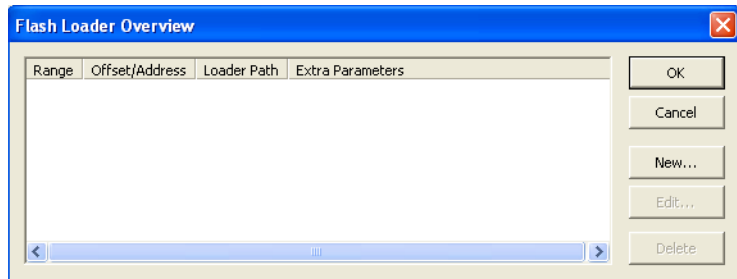 Flash Loader Overview
Range Offset/Address Loader Path Extra Parameters
OK
Cancel
New...
Edit...
Delete